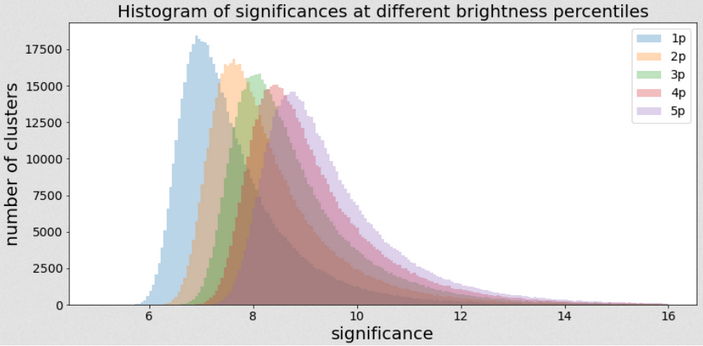 Histogram of significances at different brightness percentiles
number of clusters
17500
15000
12500
10000
7500
5000
2500
0
6
8
10
12
14
16
significance
1p
2p
3p
4p
5p